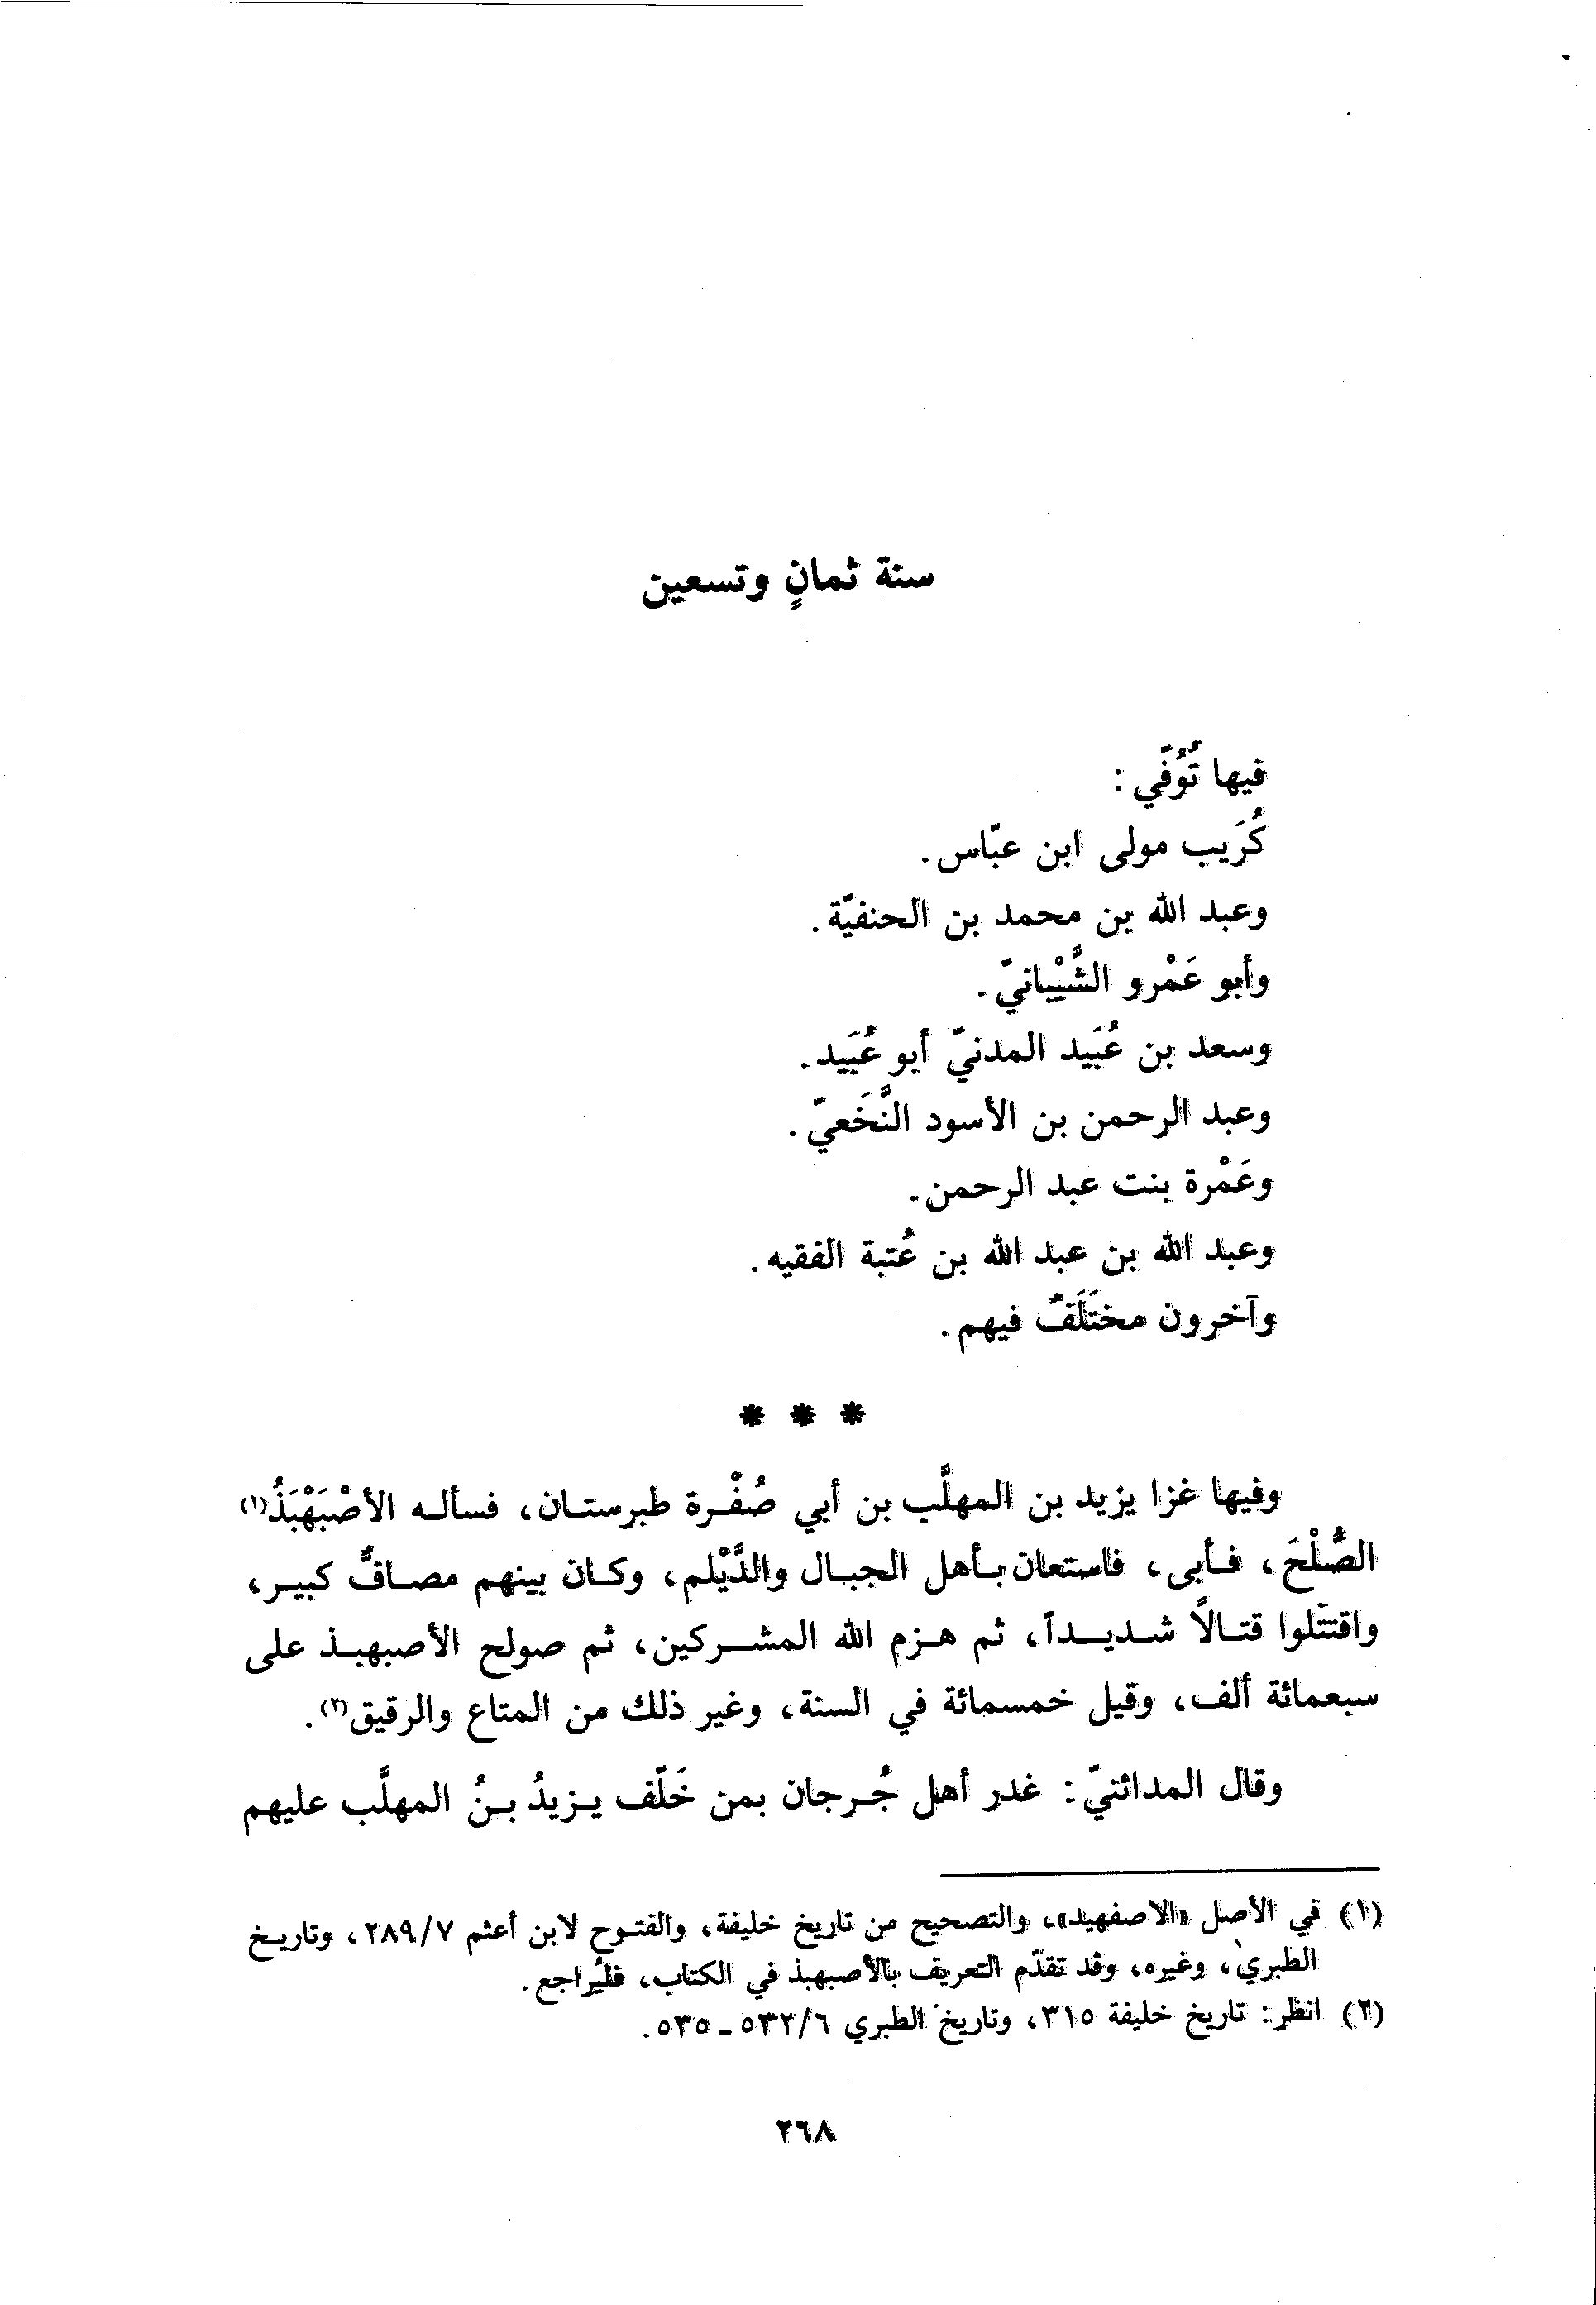 سنة ثمانٍ وتسعين
فيها تُوُفّي :
كُرَيب مولى ابن عبّاس.
وعبد الله بن محمد بن الحنفيّة.
وأبو عَمْرو الشَّيْبانيّ.
وسعد بن عُبَيد المدنيّ أبو عُبَيد.
وعبد الرحمن بن الأسود النَّخَعيّ.
وعَمْرة بنت عبد الرحمن.
وعبد الله بن عبد الله بن عُتبة الفقيه.
وآخرون مختَلَفٌ فيهم.
* * *
وفيها غزا يزيد بن المهلَّب بن أبي صُفْرة طبرستان، فسأله الأصْبَهْبَذُ(١)
الصُّلْحَ، فأبى، فاستعان بأهل الجبال والدَّيْلم، وكان بينهم مصافٌّ كبير،
واقتتلوا قتالاً شديداً، ثم هزم الله المشركين، ثم صولح الأصبهبذ على
سبعمائة ألف، وقيل خمسمائة في السنة، وغير ذلك من المتاع والرقيق(٢).
وقال المدائنيّ: غدر أهل جُرجان بمن خَلّف يزيدُ بنُ المهلَّب عليهم
(١) في الأصل «الاصفهيد»، والتصحيح من تاريخ خليفة، والفتوح لابن أعثم ٢٨٩/٧، وتاريخ
الطبري، وغيره، وقد تقدّم التعريف بالأصبهبذ في الكتاب، فليُراجع.
(٢) انظر: تاريخ خليفة ٣١٥، وتاريخ الطبري ٥٣٢/٦ - ٥٣٥.
٢٦٨